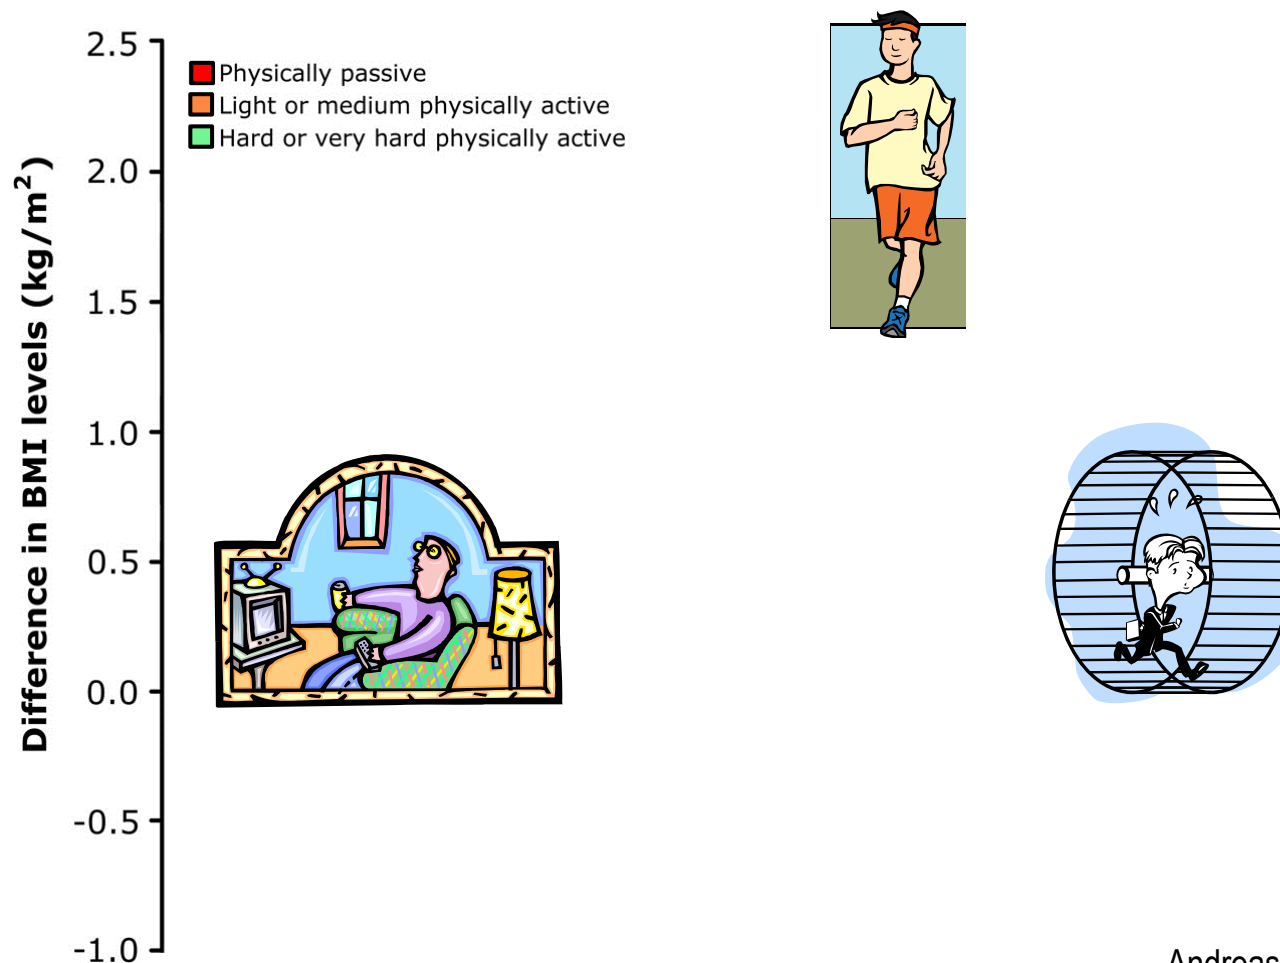 2.5
Physically passive
Light or medium physically active
Hard or very hard physically active
2.0
1.5
1.0
0.5
0.0
-0.5
-1.0
Difference in BMI levels (kg/m²)
Andreas